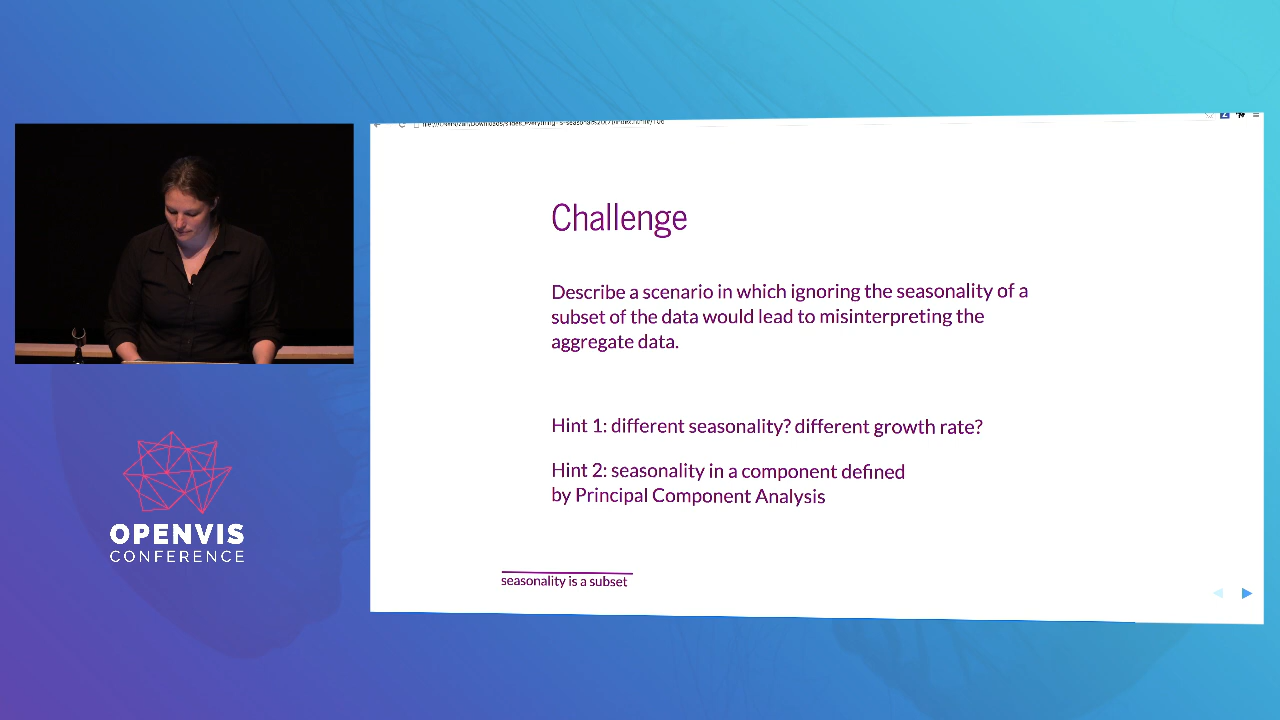 Challenge
Describe a scenario in which ignoring the seasonality of a
subset of the data would lead to misinterpreting the
aggregate data.
Hint 1: different seasonality? different growth rate?
Hint 2: seasonality in a component defined
by Principal Component Analysis
seasonality is a subset
OPENVIS
CONFERENCE